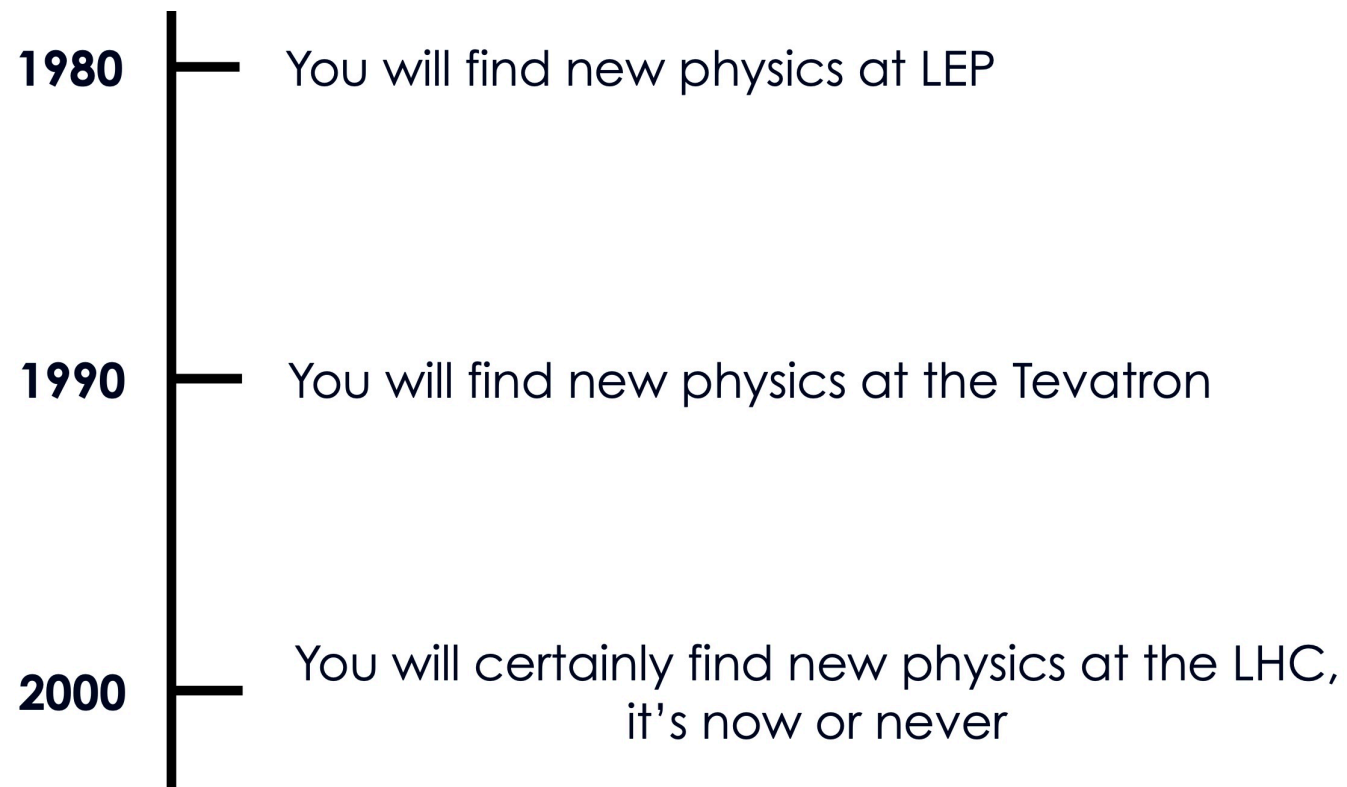 1980 You will find new physics at LEP
1990 You will find new physics at the Tevatron
You will certainly find new physics at the LHC,
2000
it’s now or never